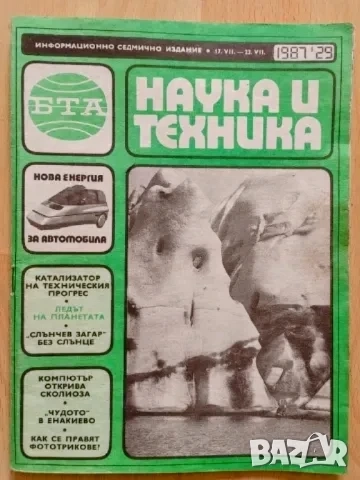 ИНФОРМАЦИОННО СЕДМИЧНО ИЗДАНИЕ • 17. VII. — 23. VII. 1987'29
БТА
НАУКА И
ТЕХНИКА
НОВА ЕНЕРГИЯ
ЗА АВТОМОБИЛА
КАТАЛИЗАТОР
НА ТЕХНИЧЕСКИЯ
ПРОГРЕС
•
ЛЕДЪТ
НА ПЛАНЕТАТА
•
„СЛЪНЧЕВ ЗАГАР"
БЕЗ СЛЪНЦЕ
КОМПЮТЪР
ОТКРИВА
СКОЛИОЗА
•
„ЧУДОТО"
В ЕНАКИЕВО
•
КАК СЕ ПРАВЯТ
ФОТОТРИКОВЕ?
bazar.bg